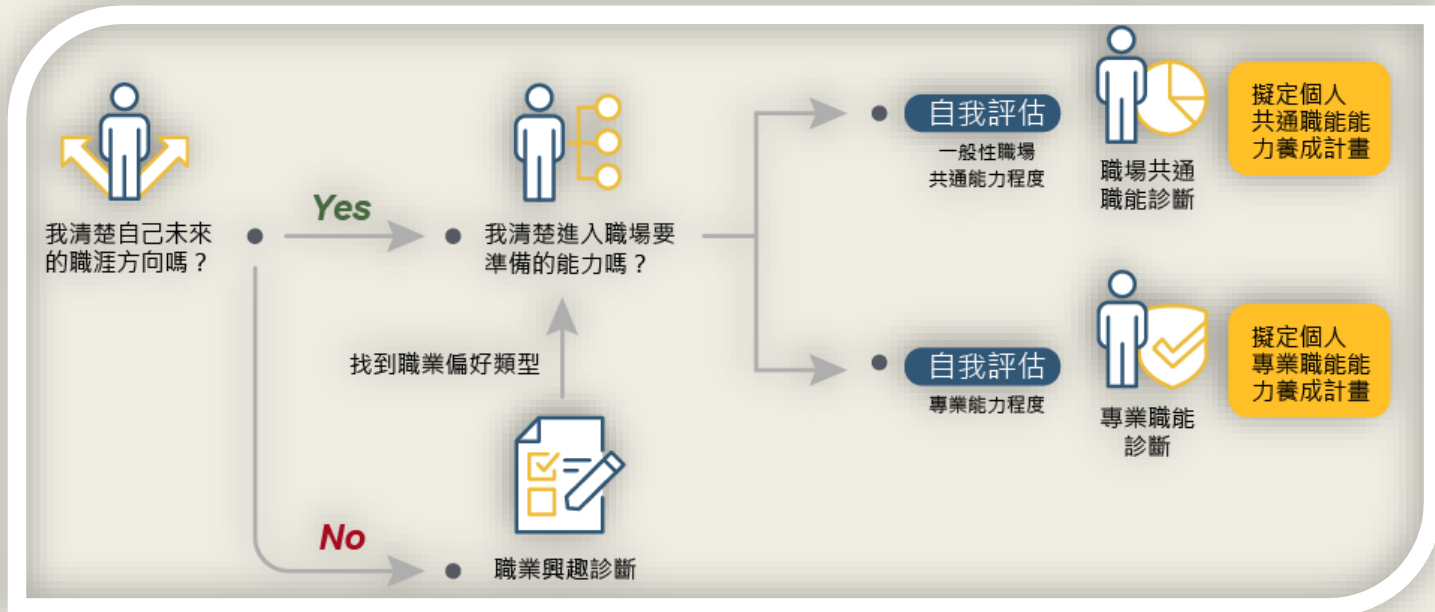 我清楚自己未來
的職涯方向嗎？
Yes
No
我清楚進入職場要
準備的能力嗎？
找到職業偏好類型
職業興趣診斷
自我評估
一般性職場
共通能力程度
職場共通
職能診斷
擬定個人
共通職能能
力養成計畫
自我評估
專業能力程度
專業職能
診斷
擬定個人
專業職能能
力養成計畫